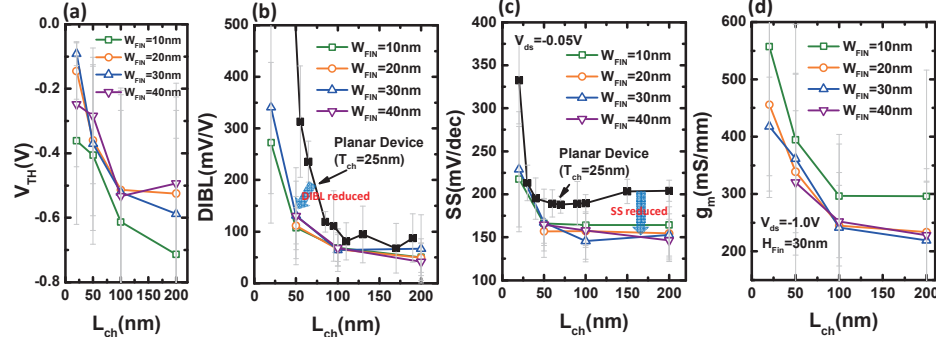 (a)
W_FIN=10nm
W_FIN=20nm
W_FIN=30nm
W_FIN=40nm
0.0
-0.2
-0.4
-0.6
-0.8
V_TH(V)
0 50 100 150 200
L_ch(nm)
(b)
W_FIN=10nm
W_FIN=20nm
W_FIN=30nm
W_FIN=40nm
Planar Device
(T_ch=25nm)
DIBL reduced
500
400
300
200
100
0
DIBL(mV/V)
0 50 100 150 200
L_ch(nm)
(c)
V_ds=-0.05V
W_FIN=10nm
W_FIN=20nm
W_FIN=30nm
W_FIN=40nm
Planar Device
(T_ch=25nm)
SS reduced
400
350
300
250
200
150
100
SS(mV/dec)
0 50 100 150 200
L_ch(nm)
(d)
W_FIN=10nm
W_FIN=20nm
W_FIN=30nm
W_FIN=40nm
V_ds=-1.0V
H_Fin=30nm
600
500
400
300
200
g_m(mS/mm)
0 50 100 150 200
L_ch(nm)